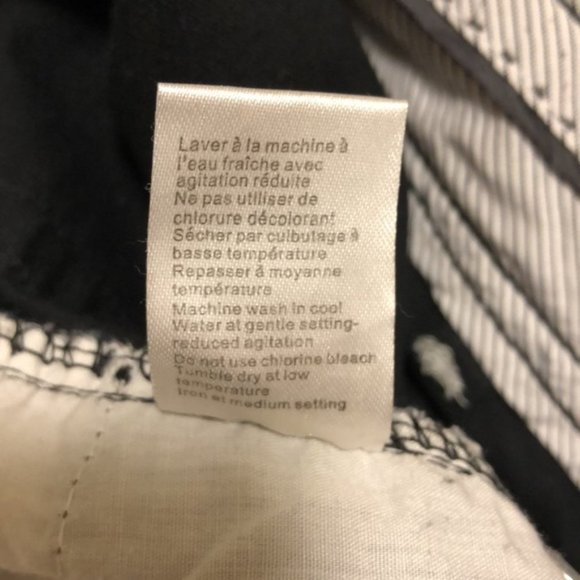 Laver à la machine à
l'eau fraîche avec
agitation réduite
Ne pas utiliser de
chlorure décolorant
Sécher par culbutage à
basse température
Repasser à moyenne
température
Machine wash in cool
Water at gentle setting-
reduced agitation
Do not use chlorine bleach
Tumble dry at low
temperature
Iron at medium setting